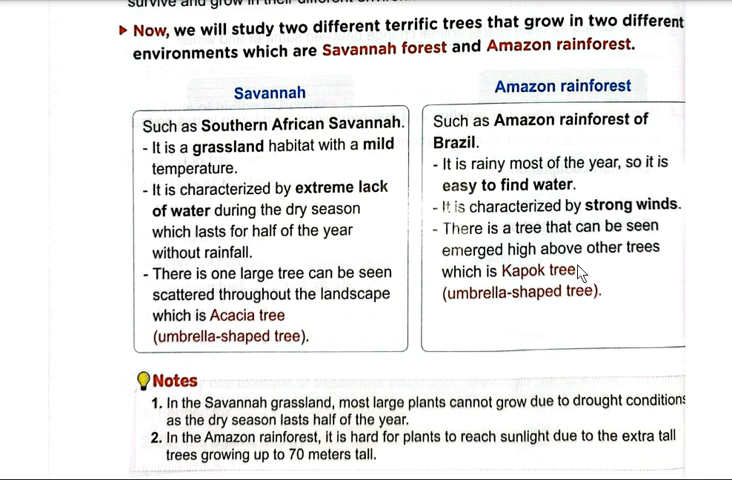 survive and grow in their different
▶ Now, we will study two different terrific trees that grow in two different
environments which are Savannah forest and Amazon rainforest.
Savannah
Such as Southern African Savannah.
- It is a grassland habitat with a mild
temperature.
- It is characterized by extreme lack
of water during the dry season
which lasts for half of the year
without rainfall.
- There is one large tree can be seen
scattered throughout the landscape
which is Acacia tree
(umbrella-shaped tree).
Amazon rainforest
Such as Amazon rainforest of
Brazil.
- It is rainy most of the year, so it is
easy to find water.
- It is characterized by strong winds.
- There is a tree that can be seen
emerged high above other trees
which is Kapok tree
(umbrella-shaped tree).
Notes
1. In the Savannah grassland, most large plants cannot grow due to drought conditions
as the dry season lasts half of the year.
2. In the Amazon rainforest, it is hard for plants to reach sunlight due to the extra tall
trees growing up to 70 meters tall.